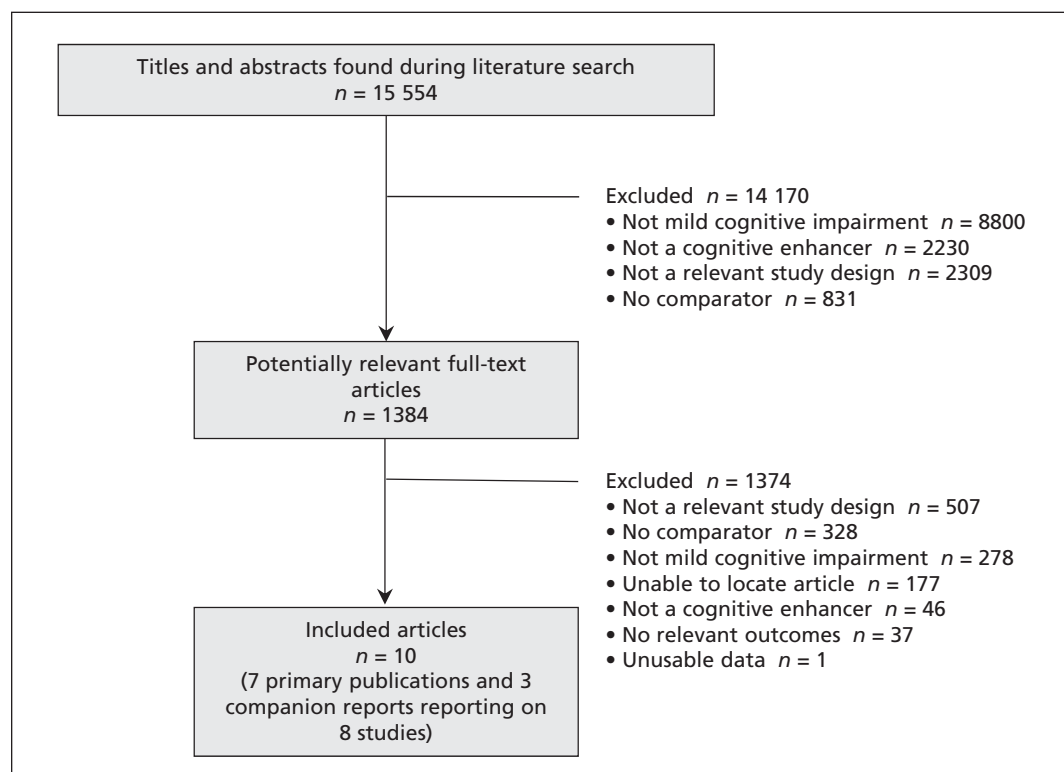 Titles and abstracts found during literature search
n = 15 554
Excluded n = 14 170
• Not mild cognitive impairment n = 8800
• Not a cognitive enhancer n = 2230
• Not a relevant study design n = 2309
• No comparator n = 831
Potentially relevant full-text
articles
n = 1384
Excluded n = 1374
• Not a relevant study design n = 507
• No comparator n = 328
• Not mild cognitive impairment n = 278
• Unable to locate article n = 177
• Not a cognitive enhancer n = 46
• No relevant outcomes n = 37
• Unusable data n = 1
Included articles
n = 10
(7 primary publications and 3
companion reports reporting on
8 studies)